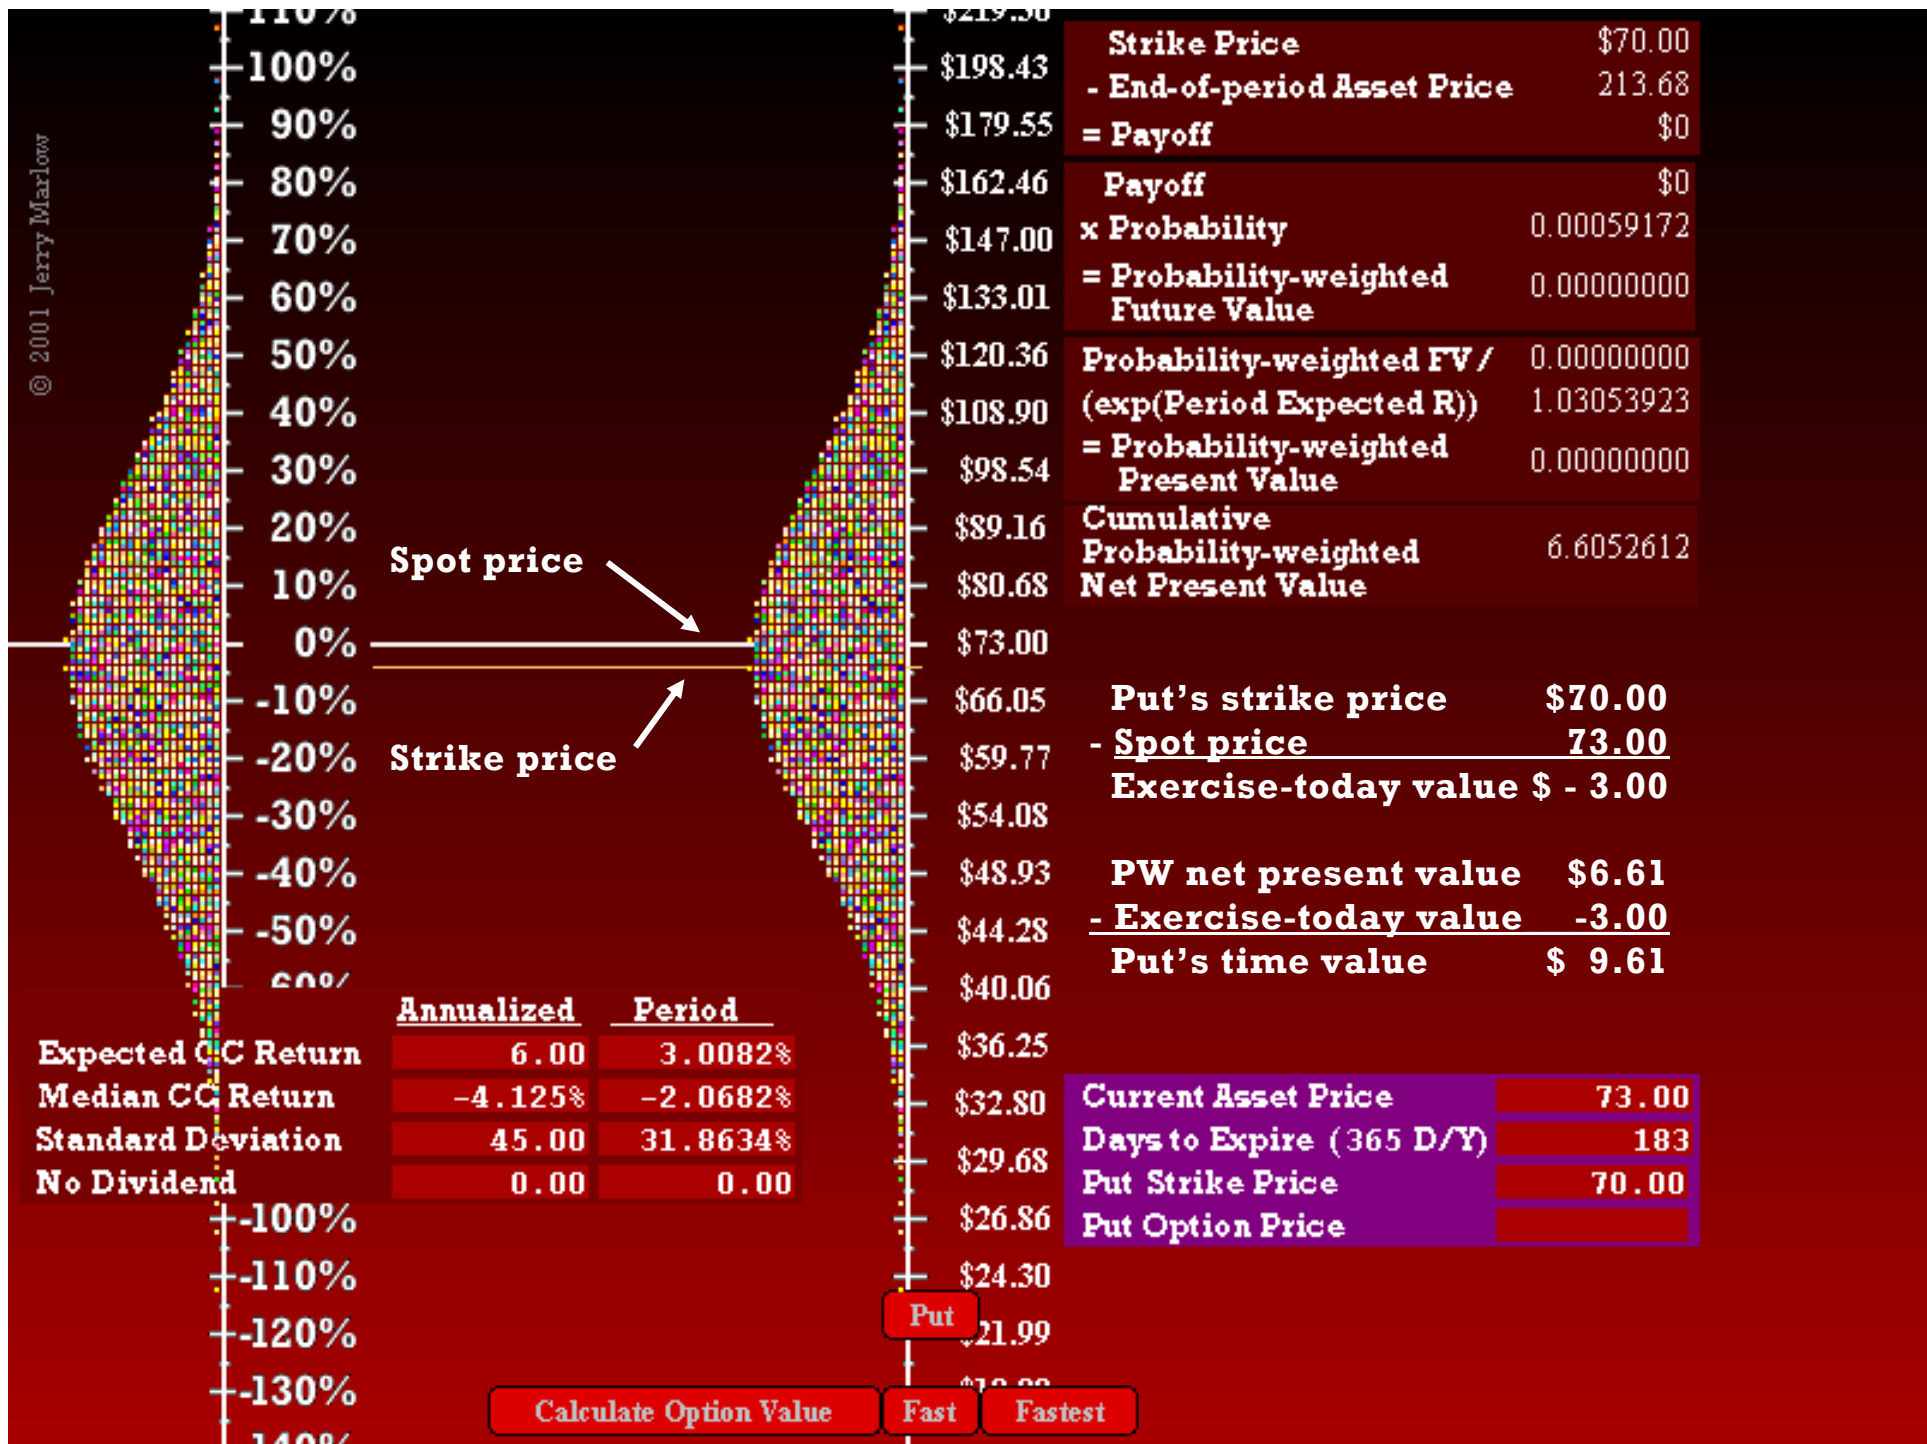 © 2001 Jerry Marlow
110%
100%
90%
80%
70%
60%
50%
40%
30%
20%
10%
0%
-10%
-20%
-30%
-40%
-50%
60%
-100%
-110%
-120%
-130%
140%
Spot price
Strike price
$219.30
$198.43
$179.55
$162.46
$147.00
$133.01
$120.36
$108.90
$98.54
$89.16
$80.68
$73.00
$66.05
$59.77
$54.08
$48.93
$44.28
$40.06
$36.25
$32.80
$29.68
$26.86
$24.30
21.99
Strike Price $70.00
- End-of-period Asset Price 213.68
= Payoff $0
Payoff $0
x Probability 0.00059172
= Probability-weighted
Future Value 0.00000000
Probability-weighted FV / 0.00000000
(exp(Period Expected R)) 1.03053923
= Probability-weighted
Present Value 0.00000000
Cumulative
Probability-weighted 6.6052612
Net Present Value
Put's strike price $70.00
- Spot price 73.00
Exercise-today value $ - 3.00
PW net present value $6.61
- Exercise-today value -3.00
Put's time value $ 9.61
Annualized Period
Expected CC Return 6.00 3.0082%
Median CC Return -4.125% -2.0682%
Standard Deviation 45.00 31.8634%
No Dividend 0.00 0.00
Current Asset Price 73.00
Days to Expire (365 D/Y) 183
Put Strike Price 70.00
Put Option Price
Put
Calculate Option Value Fast Fastest